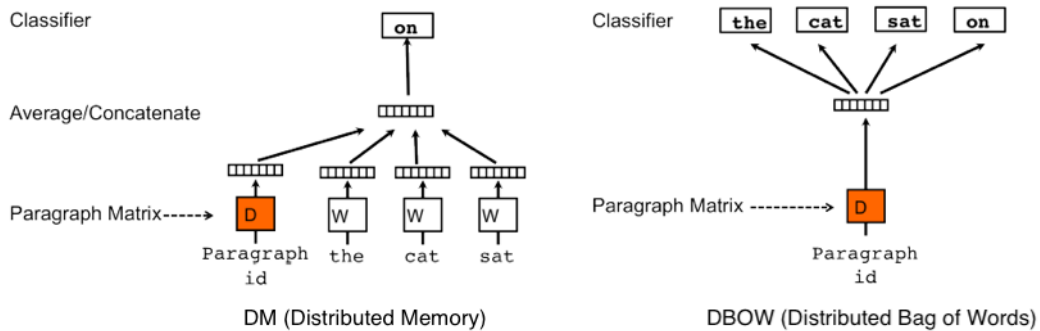 Classifier
on
Average/Concatenate
Paragraph Matrix
D
W
W
W
Paragraph
id
the
cat
sat
DM (Distributed Memory)
Classifier
the
cat
sat
on
Paragraph Matrix
D
Paragraph
id
DBOW (Distributed Bag of Words)